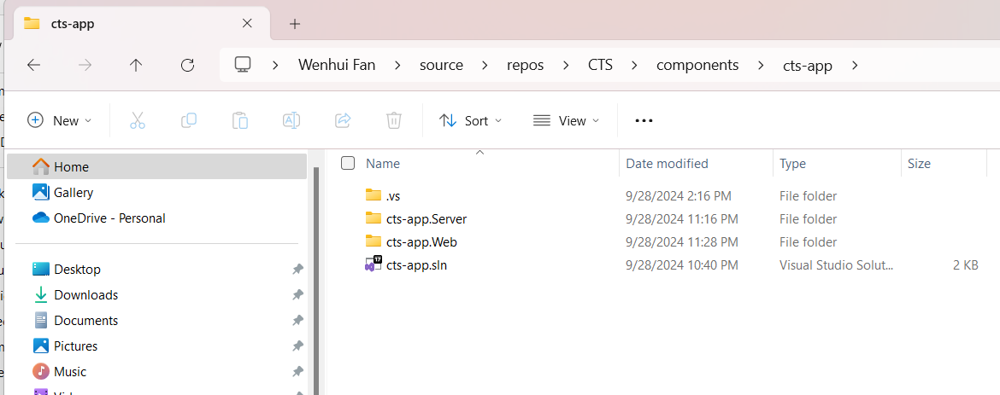 cts-app
Wenhui Fan > source > repos > CTS > components > cts-app >
New Sort View
Home
Gallery
OneDrive - Personal
Desktop
Downloads
Documents
Pictures
Music
Name Date modified Type Size
.vs 9/28/2024 2:16 PM File folder
cts-app.Server 9/28/2024 11:16 PM File folder
cts-app.Web 9/28/2024 11:28 PM File folder
17
cts-app.sln 9/28/2024 10:40 PM Visual Studio Solut... 2 KB